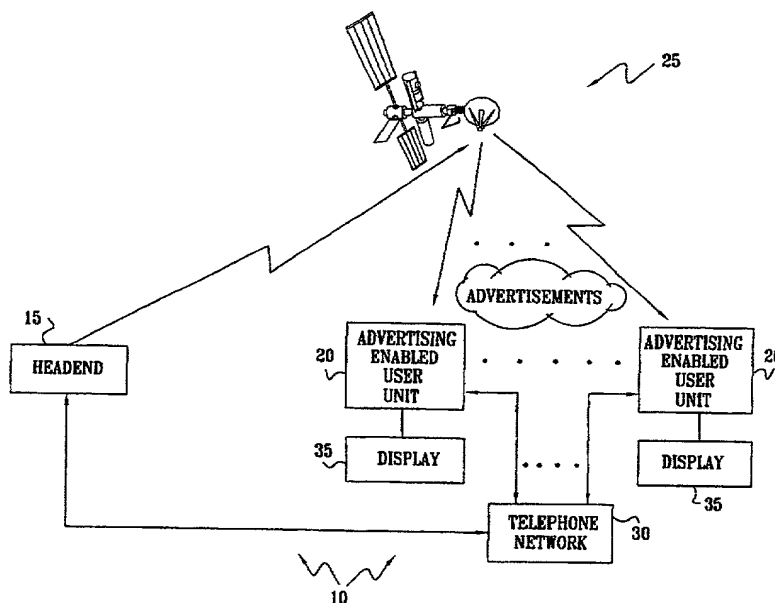 25
ADVERTISEMENTS
15
HEADEND
20
ADVERTISING
ENABLED
USER
UNIT
ADVERTISING
ENABLED
USER
UNIT
20
35
DISPLAY
DISPLAY
35
TELEPHONE
NETWORK
30
10